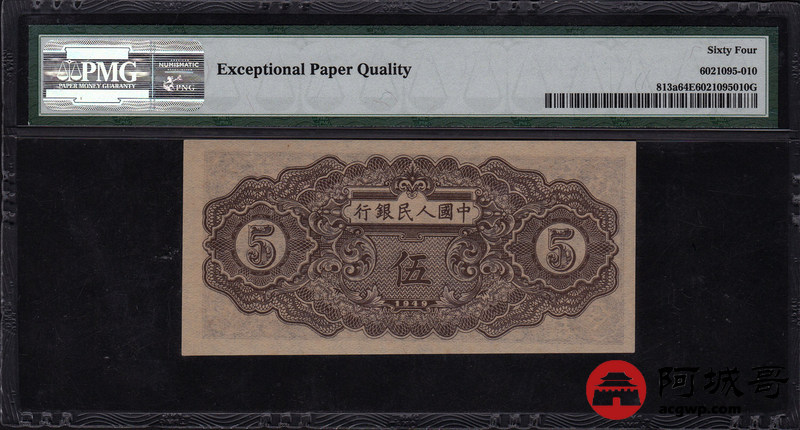 PMG
PAPER MONEY GUARANTY
NUMISMATIC
PNG
Exceptional Paper Quality
Sixty Four
6021095-010
813a64E6021095010G
行銀民人國中
5
伍
5
1949
阿城哥
acgwp.com